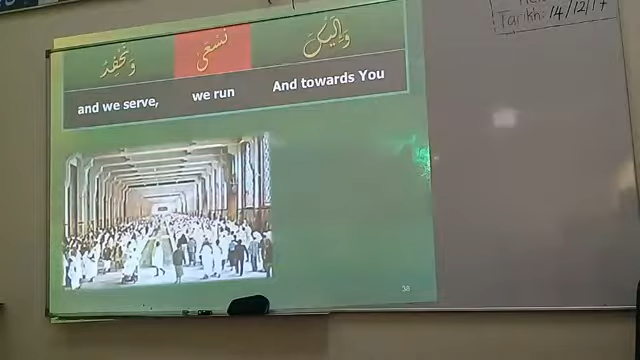 Tarikh: 14/12/17
وَإِلَيْكَ نَسْعَىٰ وَنَحْفِدُ
And towards You we run and we serve,
38